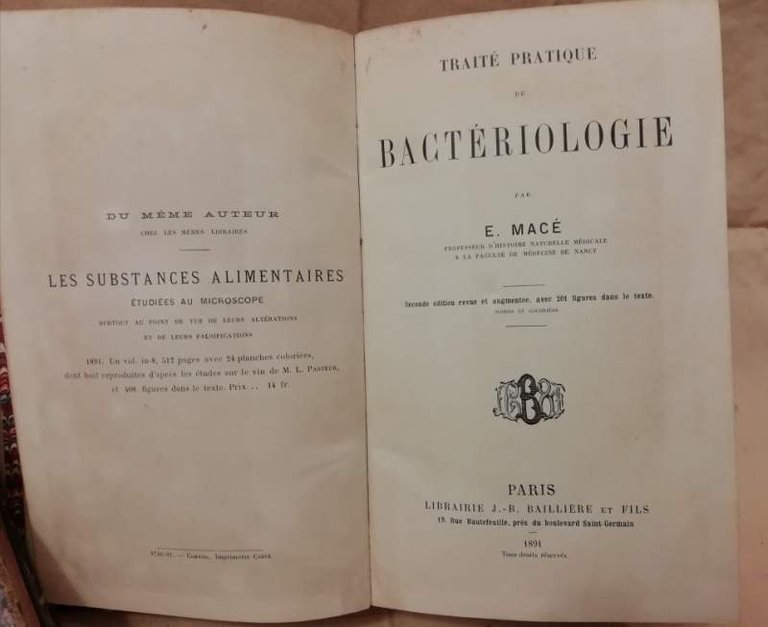 DU MÊME AUTEUR
CHEZ LES MÊMES LIBRAIRES
LES SUBSTANCES ALIMENTAIRES
ÉTUDIÉES AU MICROSCOPE
SURTOUT AU POINT DE VUE DE LEURS ALTÉRATIONS
ET DE LEURS FALSIFICATIONS
1891. Un vol. in-8, 512 pages avec 24 planches coloriées,
dont huit reproduites d'après les études sur le vin de M. L. PASTEUR,
et 408 figures dans le texte. Prix .. 14 fr.
CORBEIL. Imprimerie CRÉTÉ.
TRAITÉ PRATIQUE
DE
BACTÉRIOLOGIE
PAR
E. MACÉ
PROFESSEUR D'HISTOIRE NATURELLE MÉDICALE
A LA FACULTÉ DE MÉDECINE DE NANCY
Seconde édition revue et augmentée, avec 201 figures dans le texte.
NOIRES ET COLORIÉES
PARIS
LIBRAIRIE J.-B. BAILLIÈRE ET FILS
19, Rue Hautefeuille, près du boulevard Saint-Germain
1891
Tous droits réservés